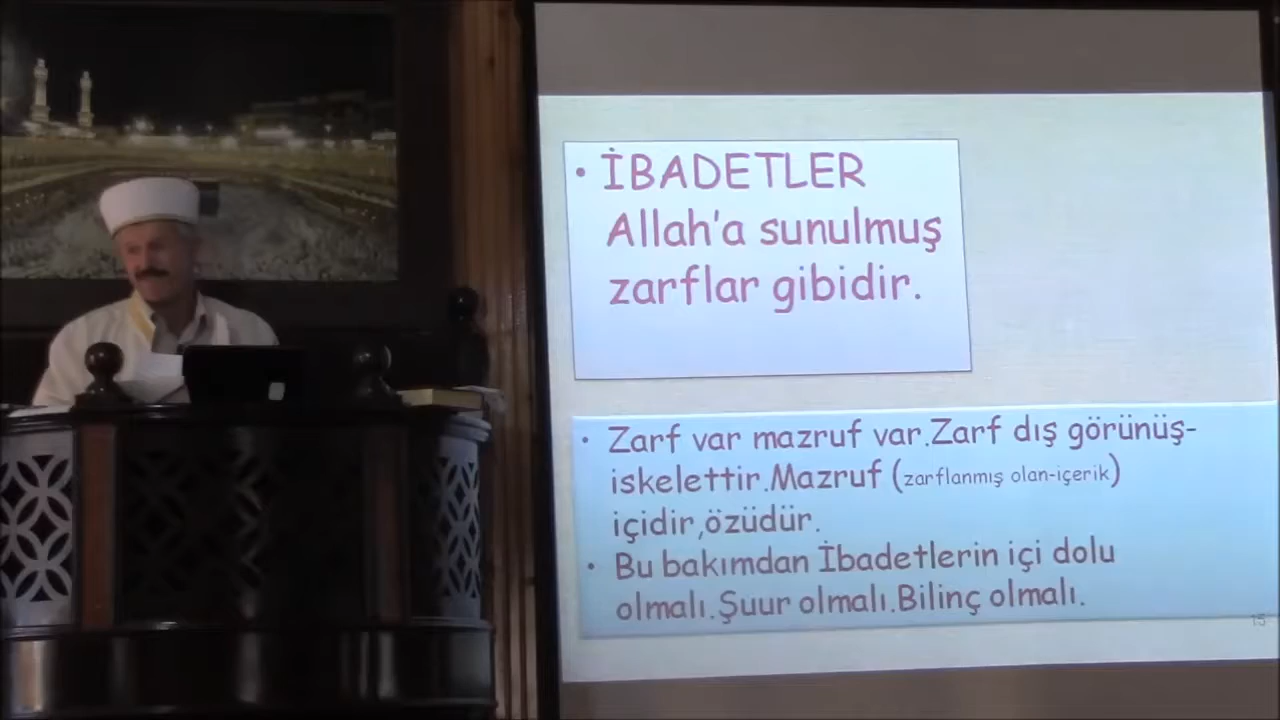 • İBADETLER
Allah'a sunulmuş
zarflar gibidir.
• Zarf var mazruf var.Zarf dış görünüş-
iskelettir.Mazruf (zarflanmış olan-içerik)
içidir,özüdür.
• Bu bakımdan İbadetlerin içi dolu
olmalı.Şuur olmalı.Bilinç olmalı.
15